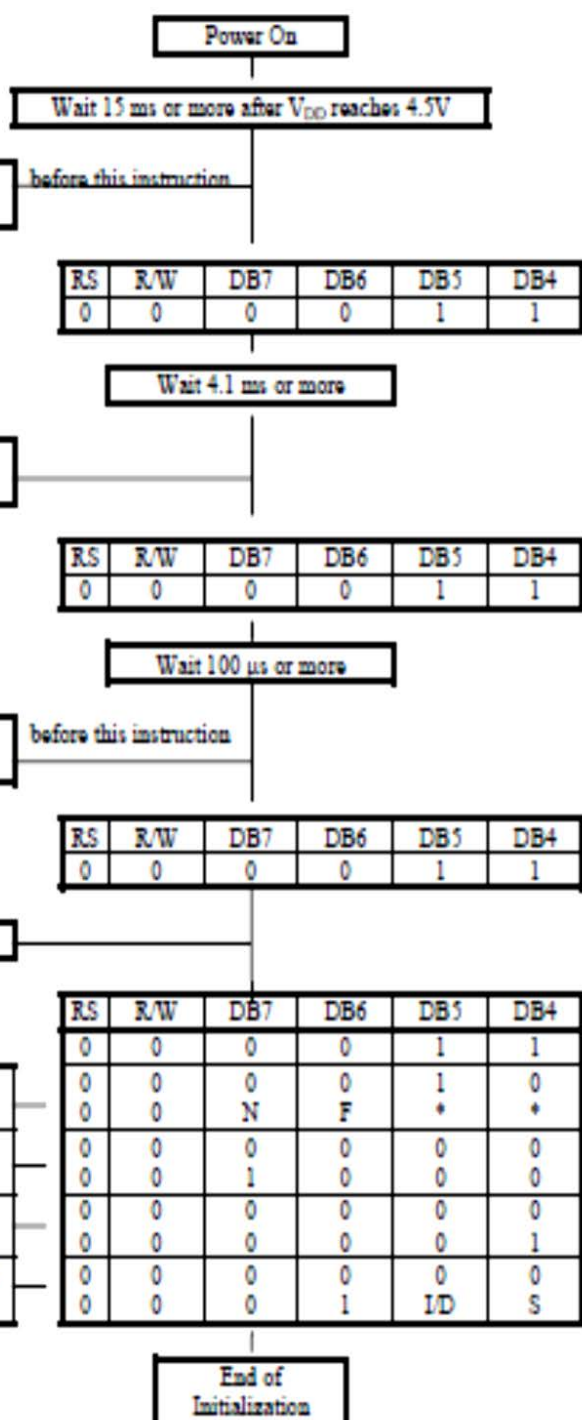 Power On
Wait 15 ms or more after VDD reaches 4.5V
before this instruction
RS R/W DB7 DB6 DB5 DB4
0 0 0 0 1 1
Wait 4.1 ms or more
RS R/W DB7 DB6 DB5 DB4
0 0 0 0 1 1
Wait 100 µs or more
before this instruction
RS R/W DB7 DB6 DB5 DB4
0 0 0 0 1 1
RS R/W DB7 DB6 DB5 DB4
0 0 0 0 1 1
0 0 0 0 1 0
0 0 N F * *
0 0 0 0 0 0
0 0 1 0 0 0
0 0 0 0 0 0
0 0 0 0 0 1
0 0 0 0 0 0
0 0 0 1 I/D S
End of
Initialization